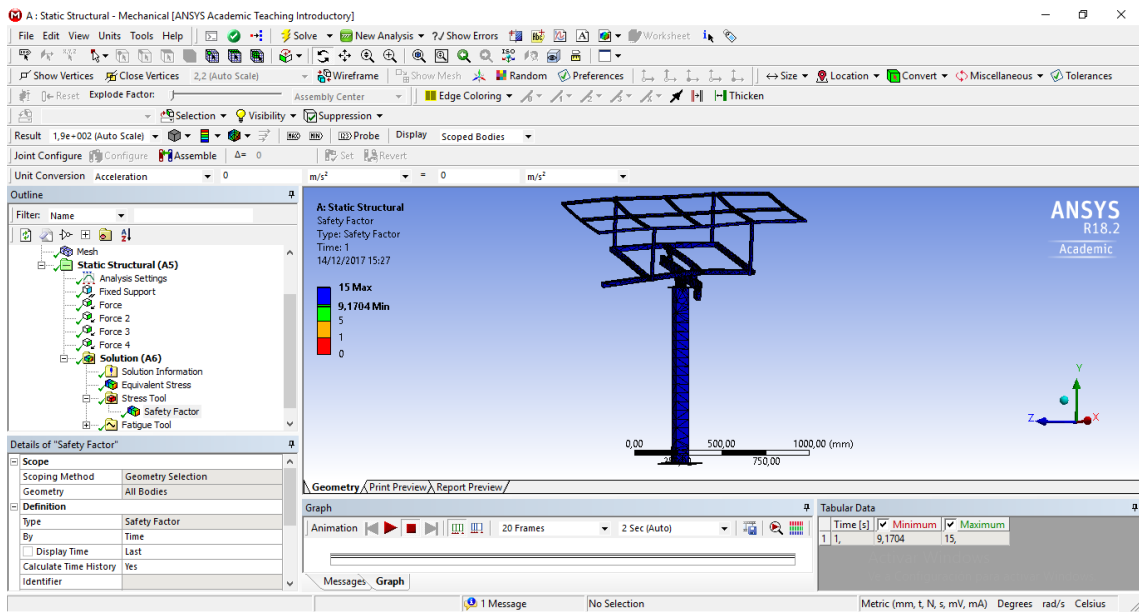 A : Static Structural - Mechanical [ANSYS Academic Teaching Introductory]
File Edit View Units Tools Help Solve New Analysis ?/ Show Errors Worksheet
Show Vertices Close Vertices 2,2 (Auto Scale) Wireframe Show Mesh Random Preferences Size Location Convert Miscellaneous Tolerances
Reset Explode Factor: Assembly Center Edge Coloring Thicken
Selection Visibility Suppression
Result 1,9e+002 (Auto Scale) Probe Display Scoped Bodies
Joint Configure Configure Assemble Δ= 0 Set Revert
Unit Conversion Acceleration 0 m/s² = 0 m/s²
Outline
Filter: Name
Mesh
Static Structural (A5)
Analysis Settings
Fixed Support
Force
Force 2
Force 3
Force 4
Solution (A6)
Solution Information
Equivalent Stress
Stress Tool
Safety Factor
Fatigue Tool
Details of "Safety Factor"
Scope
Scoping Method Geometry Selection
Geometry All Bodies
Definition
Type Safety Factor
By Time
Display Time Last
Calculate Time History Yes
Identifier
A: Static Structural
Safety Factor
Type: Safety Factor
Time: 1
14/12/2017 15:27
15 Max
9,1704 Min
5
1
0
ANSYS
R18.2
Academic
Y
Z
X
0,00 500,00 1000,00 (mm)
750,00
Geometry Print Preview Report Preview
Graph
Animation 20 Frames 2 Sec (Auto)
Messages Graph
Tabular Data
Time [s] Minimum Maximum
1 1, 9,1704 15,
1 Message No Selection Metric (mm, t, N, s, mV, mA) Degrees rad/s Celsius